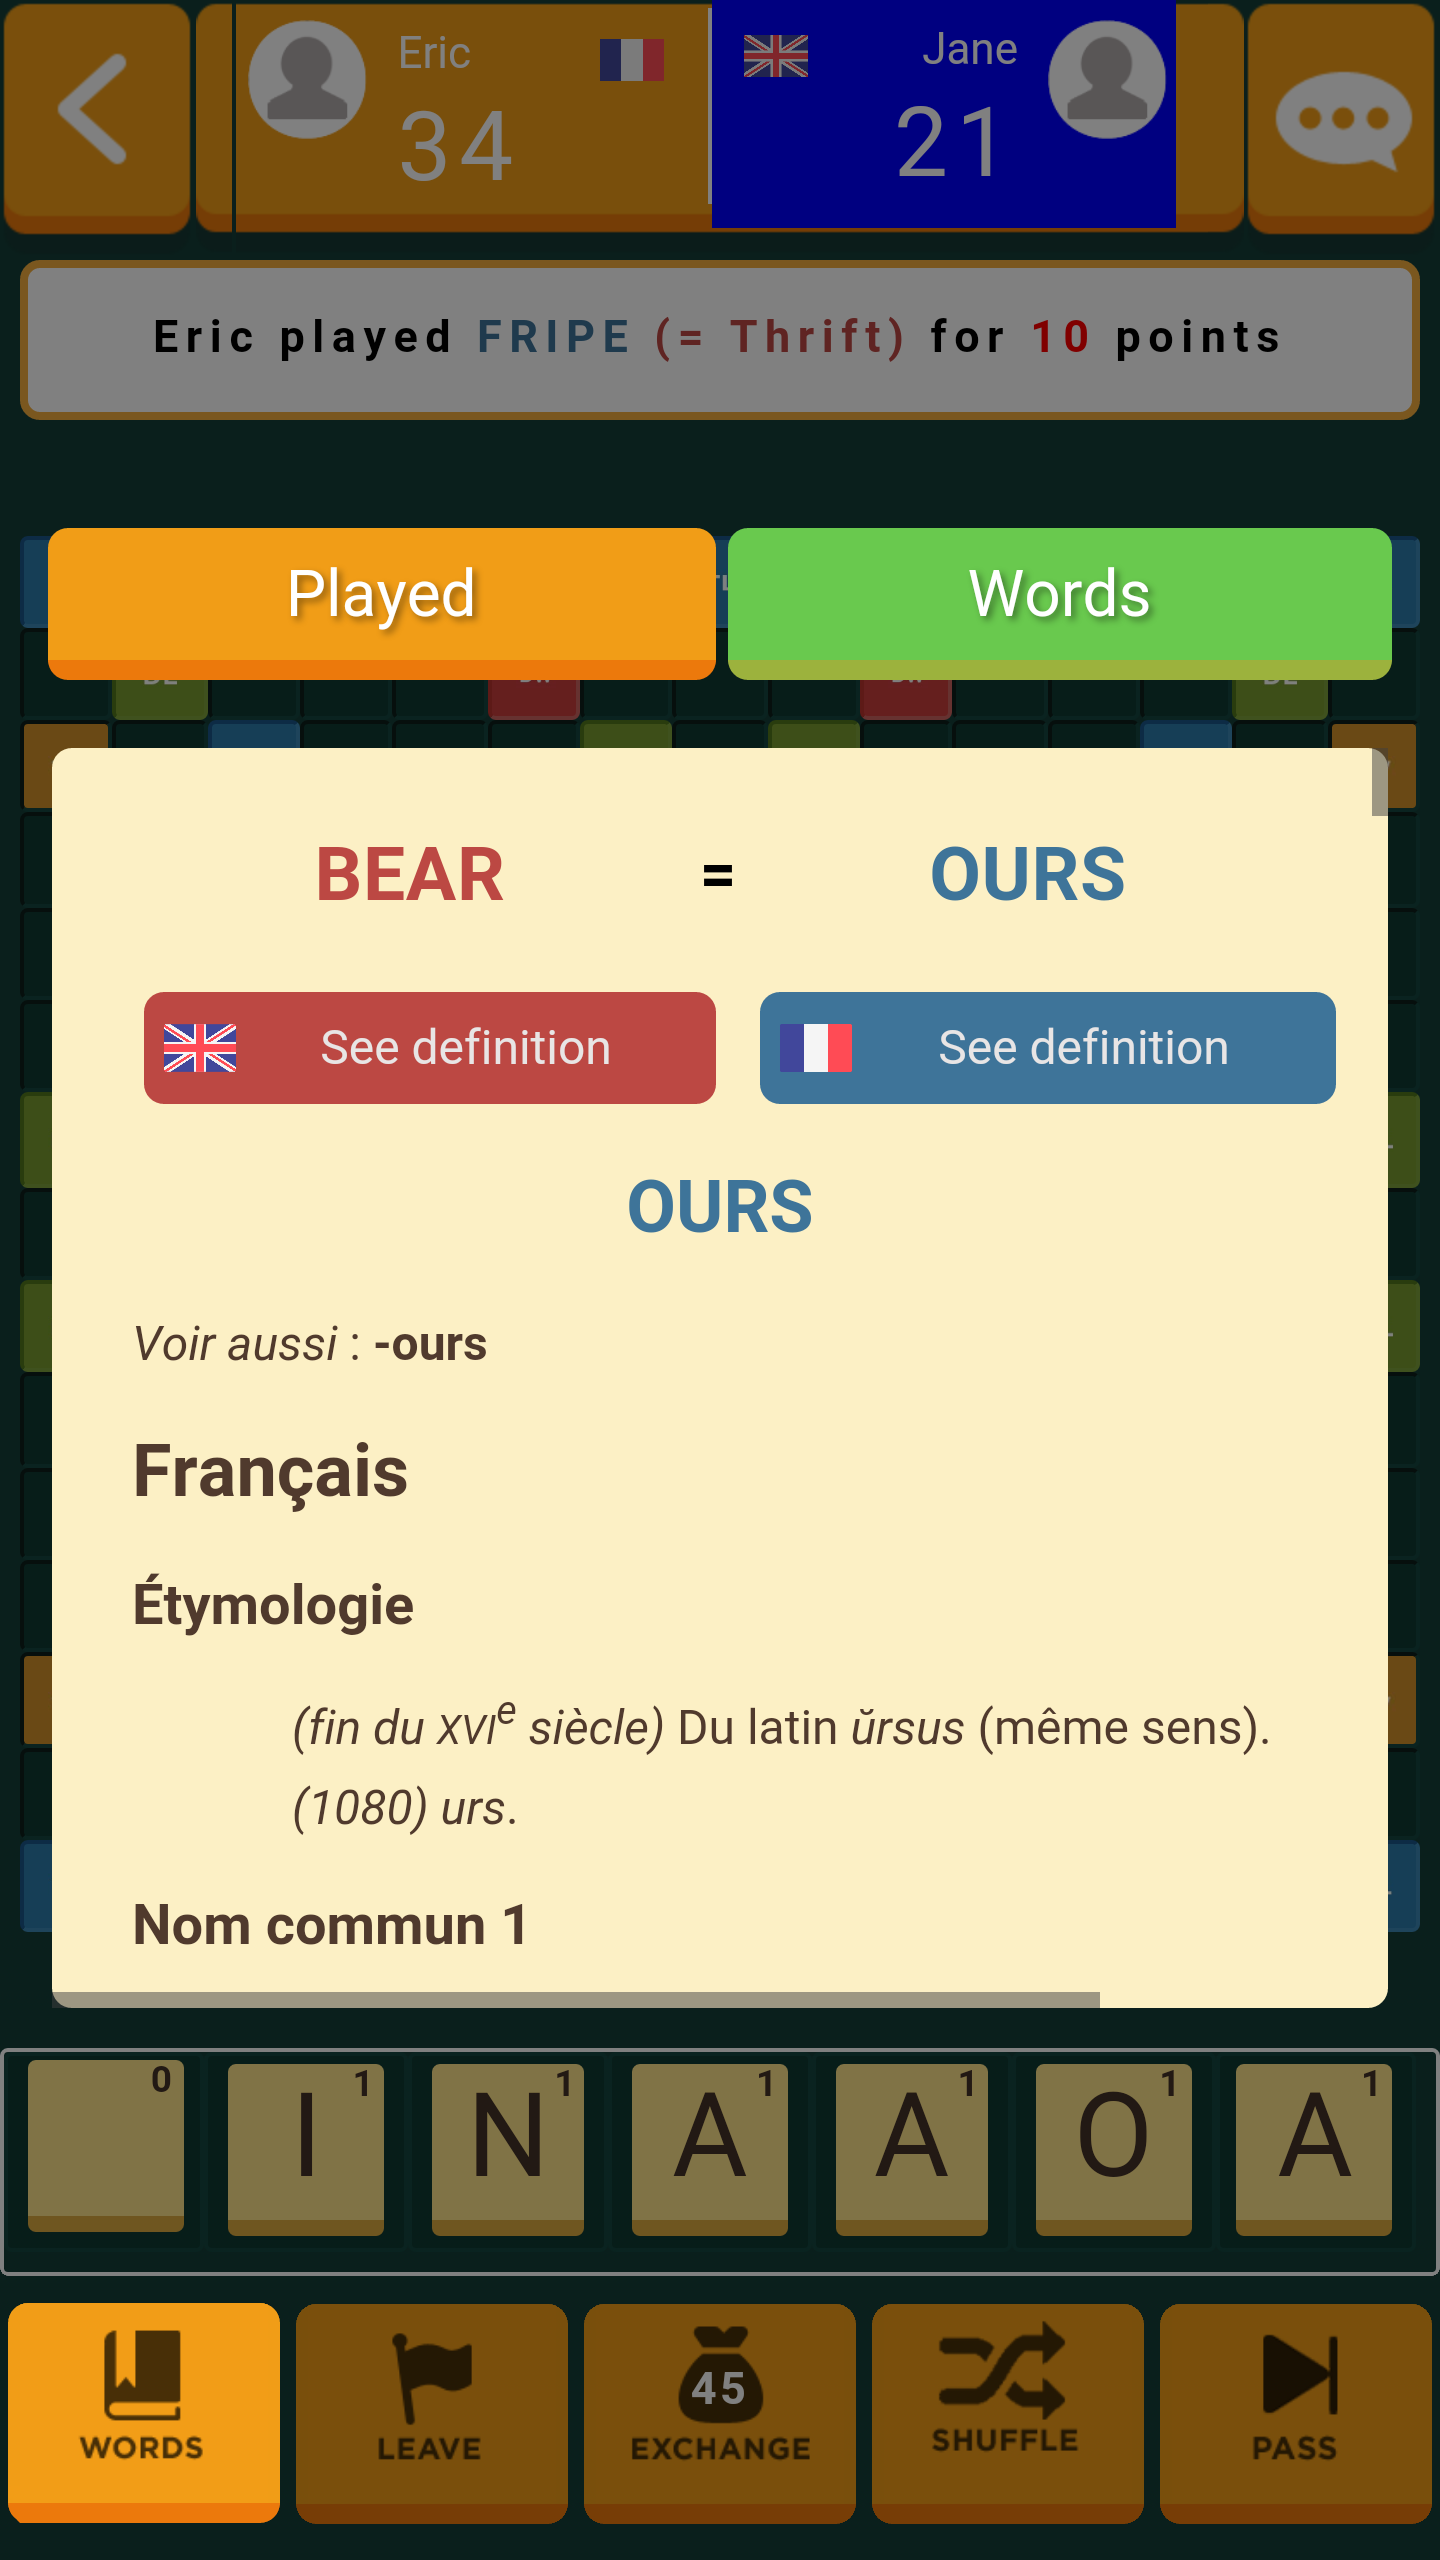 Eric
34
Jane
21
Eric played FRIPE (= Thrift) for 10 points
Played
Words
BEAR = OURS
See definition
See definition
OURS
Voir aussi : -ours
Français
Étymologie
(fin du XVIe siècle) Du latin ŭrsus (même sens).
(1080) urs.
Nom commun 1
0
I 1
N 1
A 1
A 1
O 1
A 1
WORDS
LEAVE
45
EXCHANGE
SHUFFLE
PASS